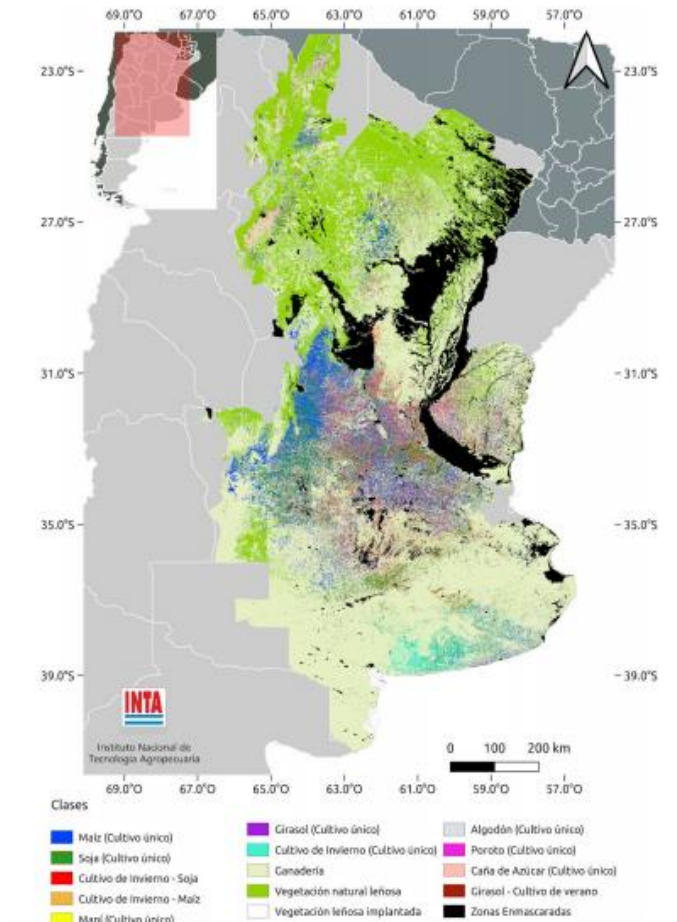 69.0°O 67.0°O 65.0°O 63.0°O 61.0°O 59.0°O 57.0°O
23.0°S 23.0°S
27.0°S 27.0°S
31.0°S 31.0°S
35.0°S 35.0°S
39.0°S 39.0°S
INTA
Instituto Nacional de
Tecnología Agropecuaria
0 100 200 km
69.0°O 67.0°O 65.0°O 63.0°O 61.0°O 59.0°O 57.0°O
Clases
Maíz (Cultivo único)
Soja (Cultivo único)
Cultivo de Invierno - Soja
Cultivo de Invierno - Maíz
Maní (Cultivo único)
Girasol (Cultivo único)
Cultivo de Invierno (Cultivo único)
Ganadería
Vegetación natural leñosa
Vegetación leñosa implantada
Algodón (Cultivo único)
Poroto (Cultivo único)
Caña de Azúcar (Cultivo único)
Girasol - Cultivo de verano
Zonas Enmascaradas